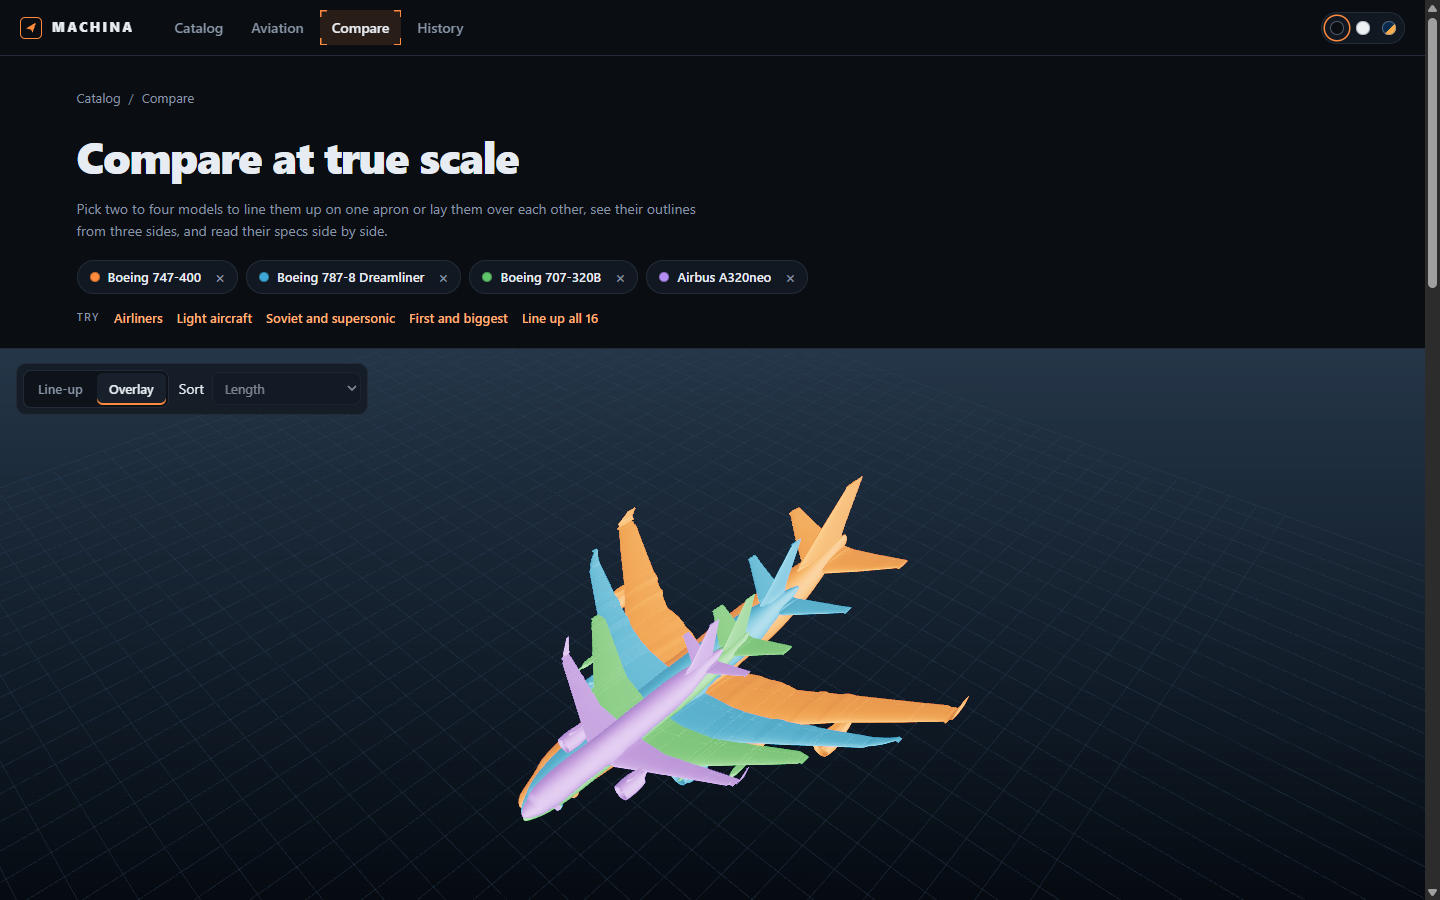 MACHINA
Catalog
Aviation
Compare
History
Catalog / Compare
Compare at true scale
Pick two to four models to line them up on one apron or lay them over each other, see their outlines
from three sides, and read their specs side by side.
Boeing 747-400 ×
Boeing 787-8 Dreamliner ×
Boeing 707-320B ×
Airbus A320neo ×
TRY Airliners Light aircraft Soviet and supersonic First and biggest Line up all 16
Line-up Overlay Sort Length